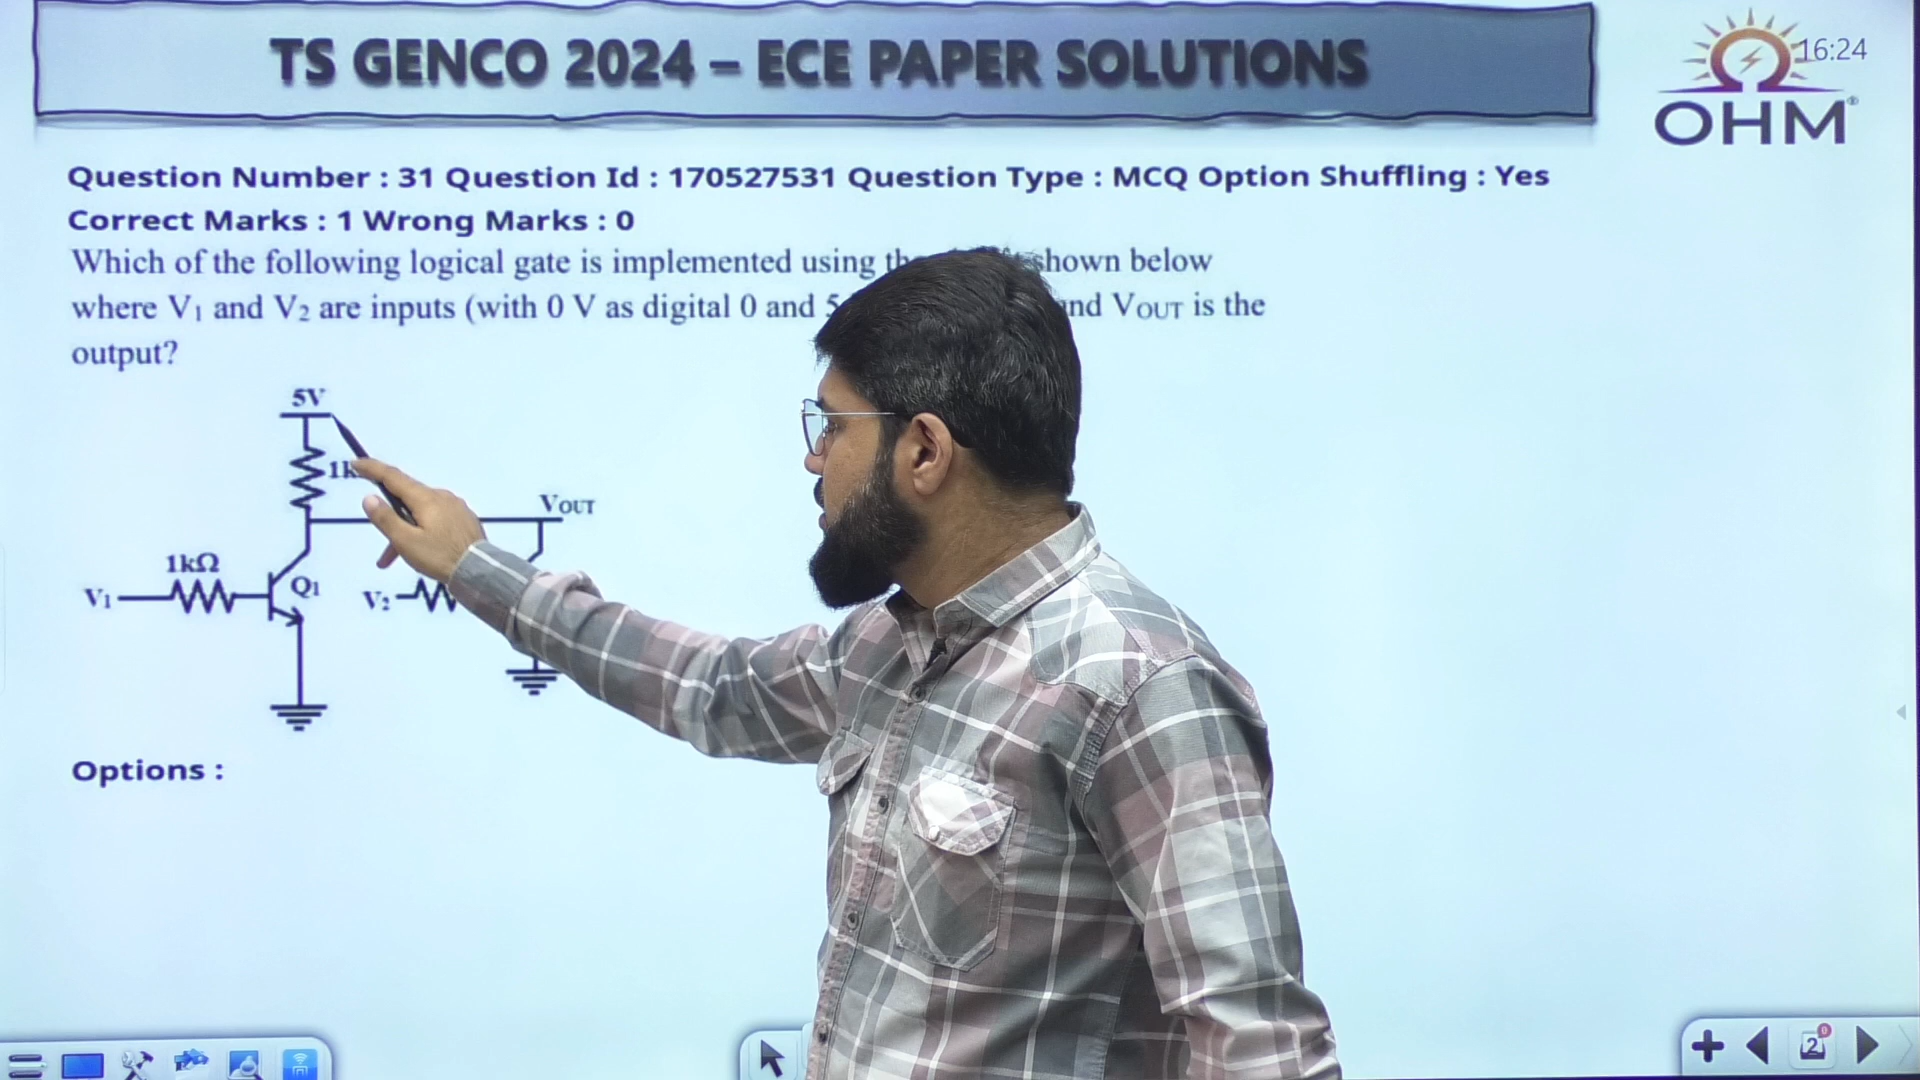 TS GENCO 2024 – ECE PAPER SOLUTIONS
16:24
OHM
Question Number : 31 Question Id : 170527531 Question Type : MCQ Option Shuffling : Yes
Correct Marks : 1 Wrong Marks : 0
Which of the following logical gate is implemented using shown below
where V1 and V2 are inputs (with 0 V as digital 0 and VOUT is the
output?
5V
VOUT
1kΩ
V1
Q1
V2
Options :
2
0